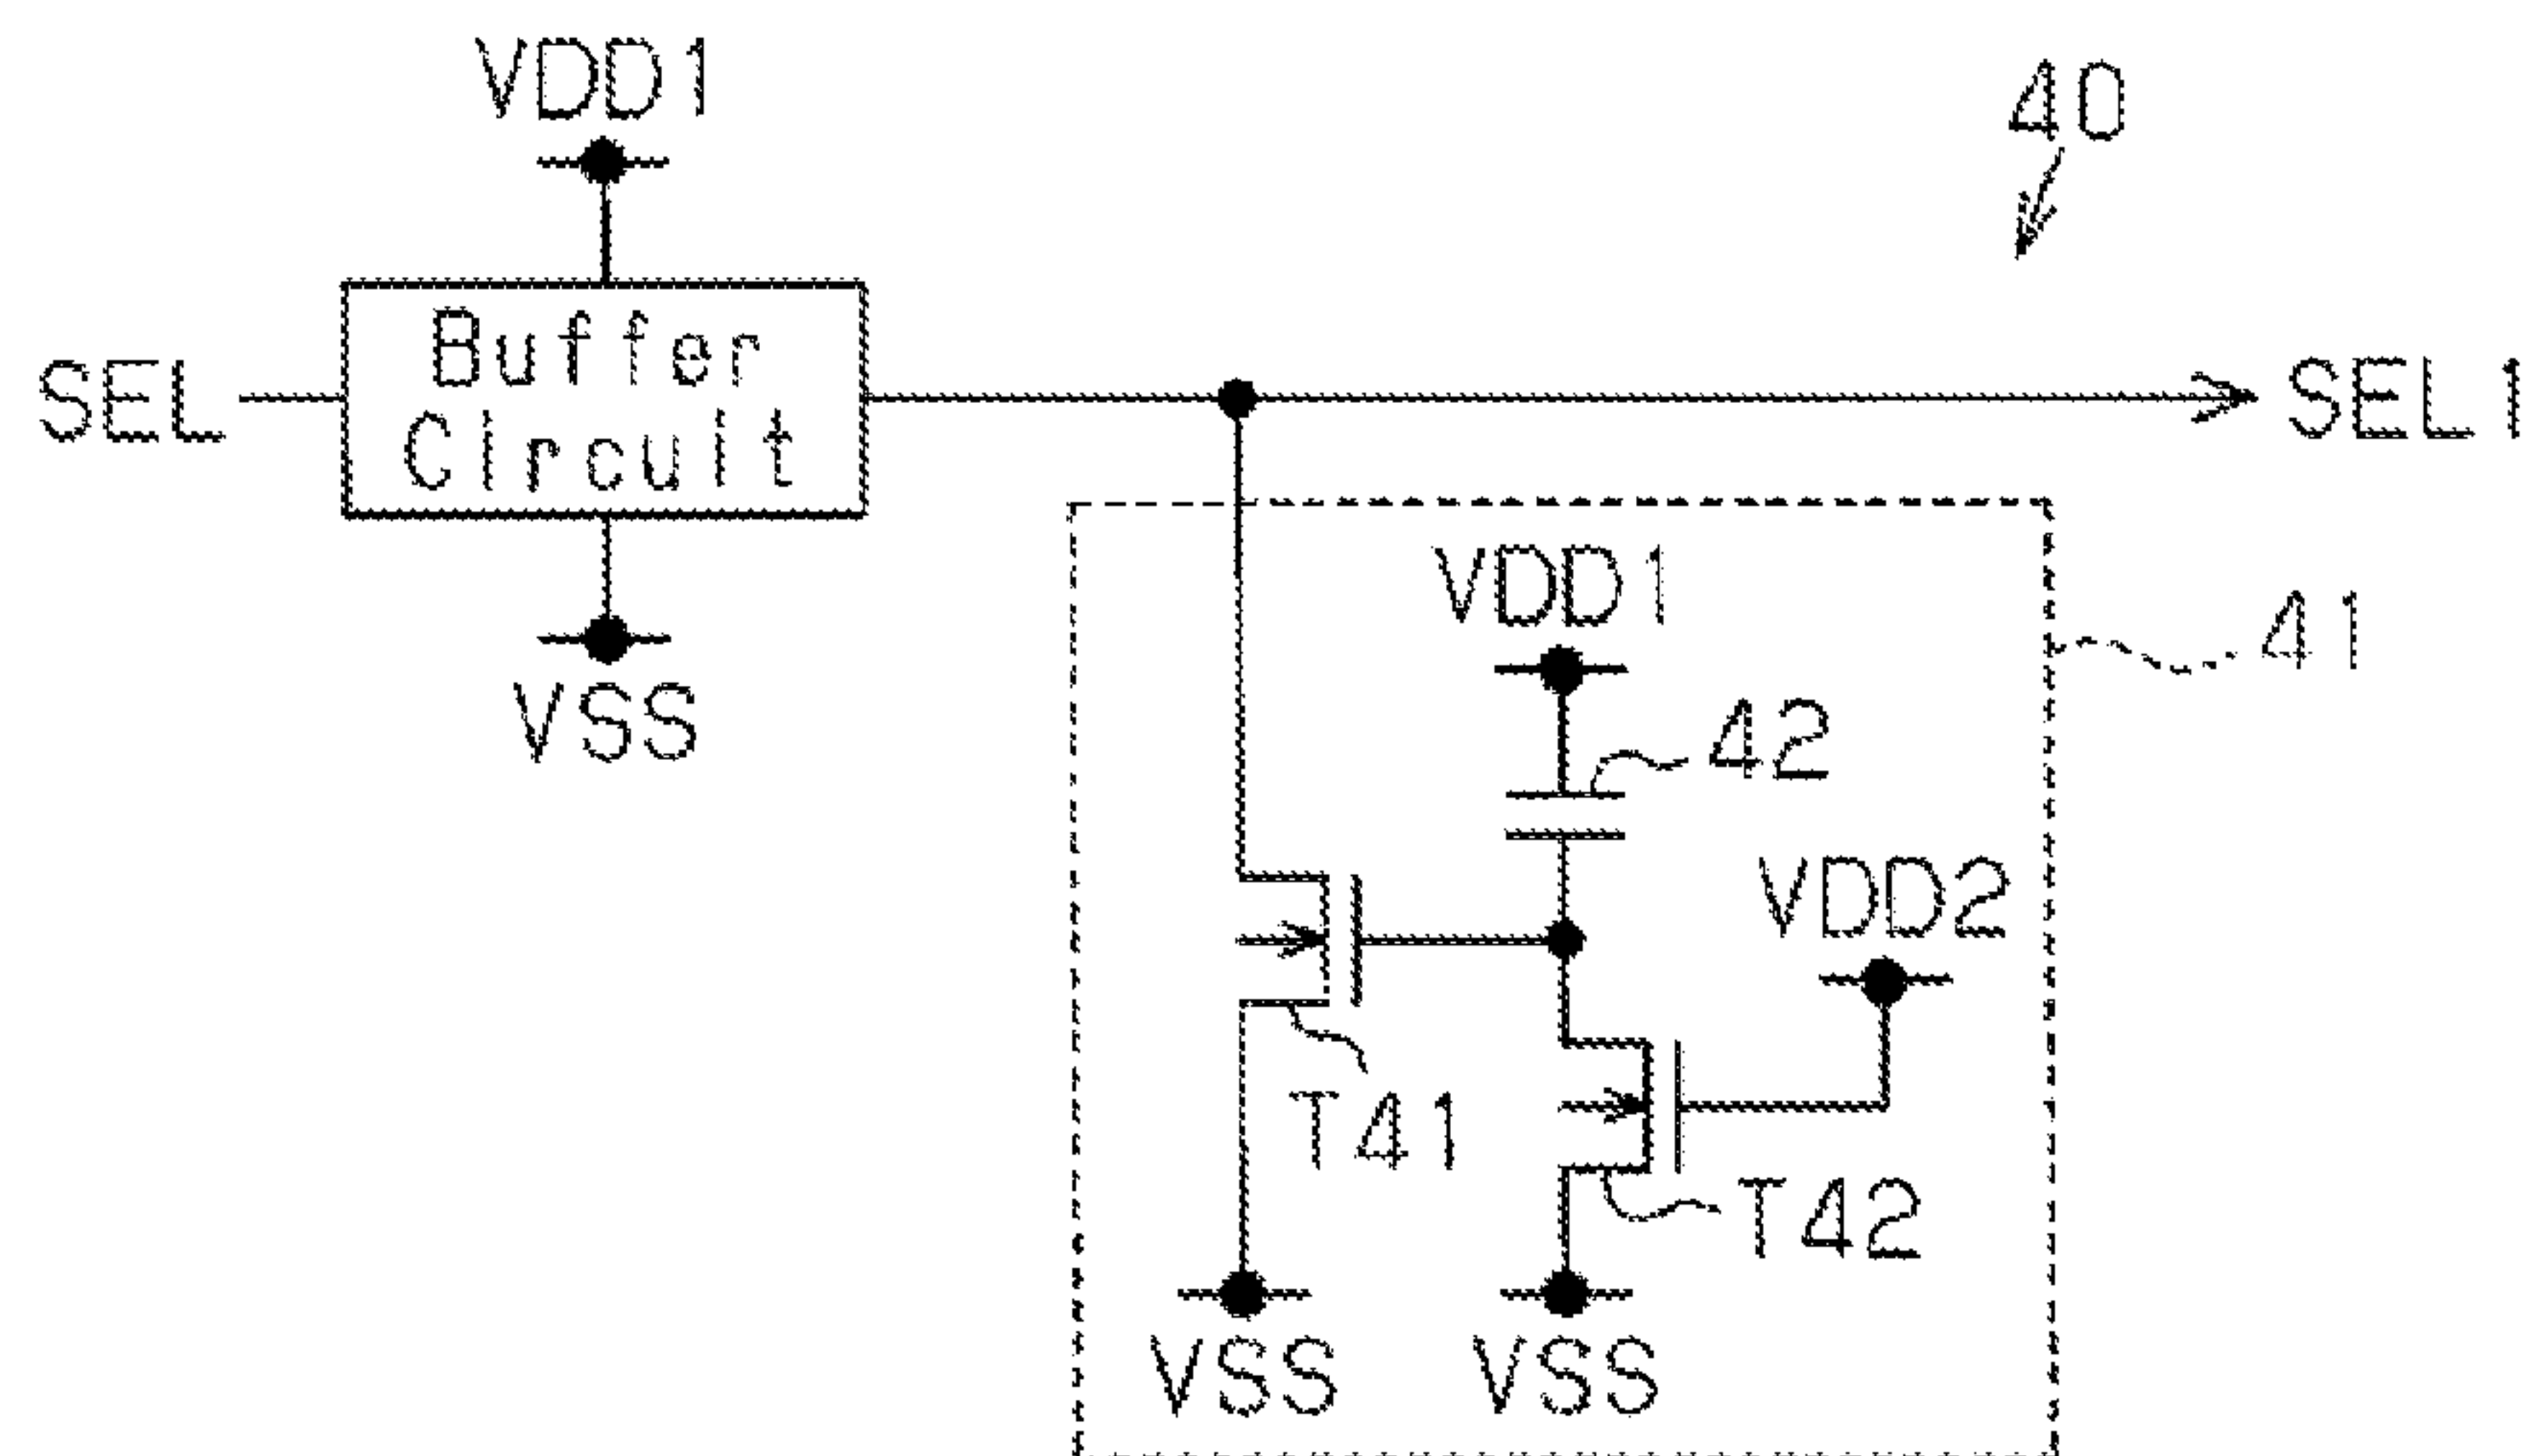 VDD1
40
SEL
Buffer
Circuit
SEL1
VSS
VDD1
41
42
VDD2
T41
T42
VSS
VSS